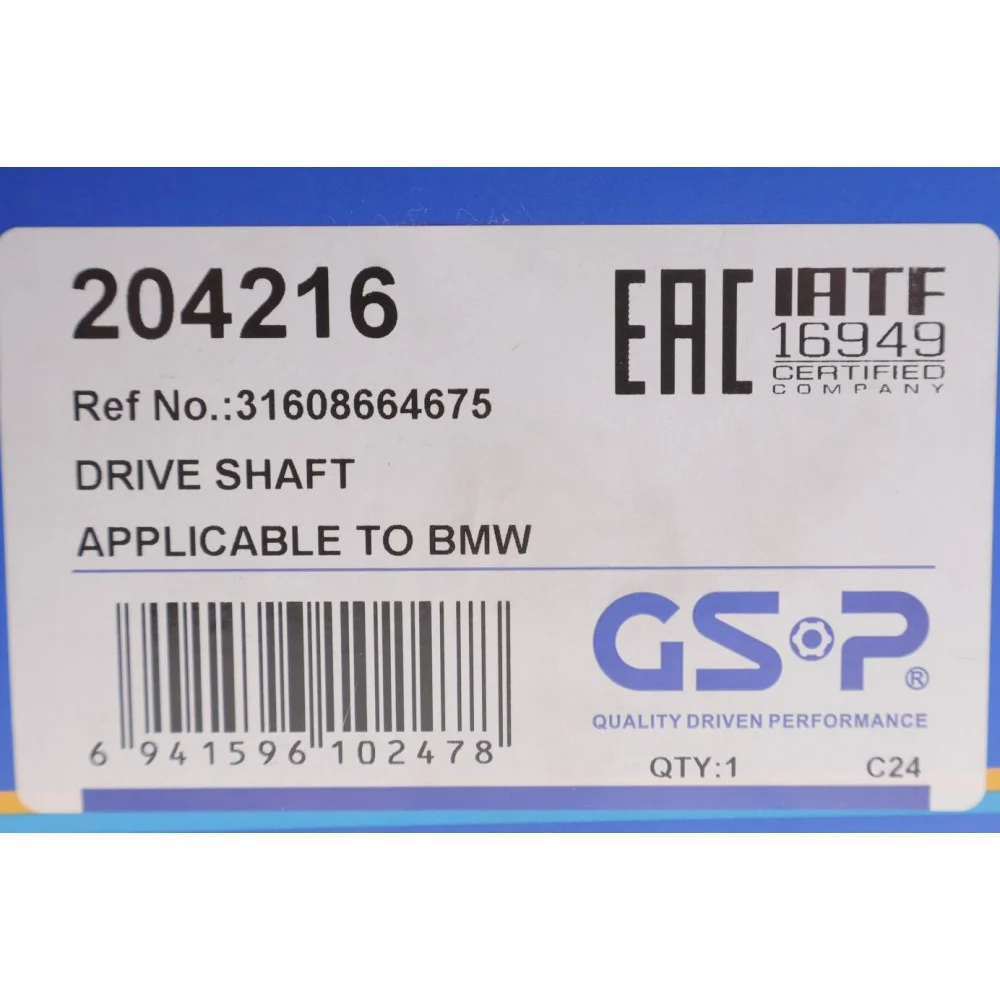 204216
EAC
IATF
16949
CERTIFIED
COMPANY
Ref No.:31608664675
DRIVE SHAFT
APPLICABLE TO BMW
GSP®
QUALITY DRIVEN PERFORMANCE
6 941596 102478
QTY:1 C24